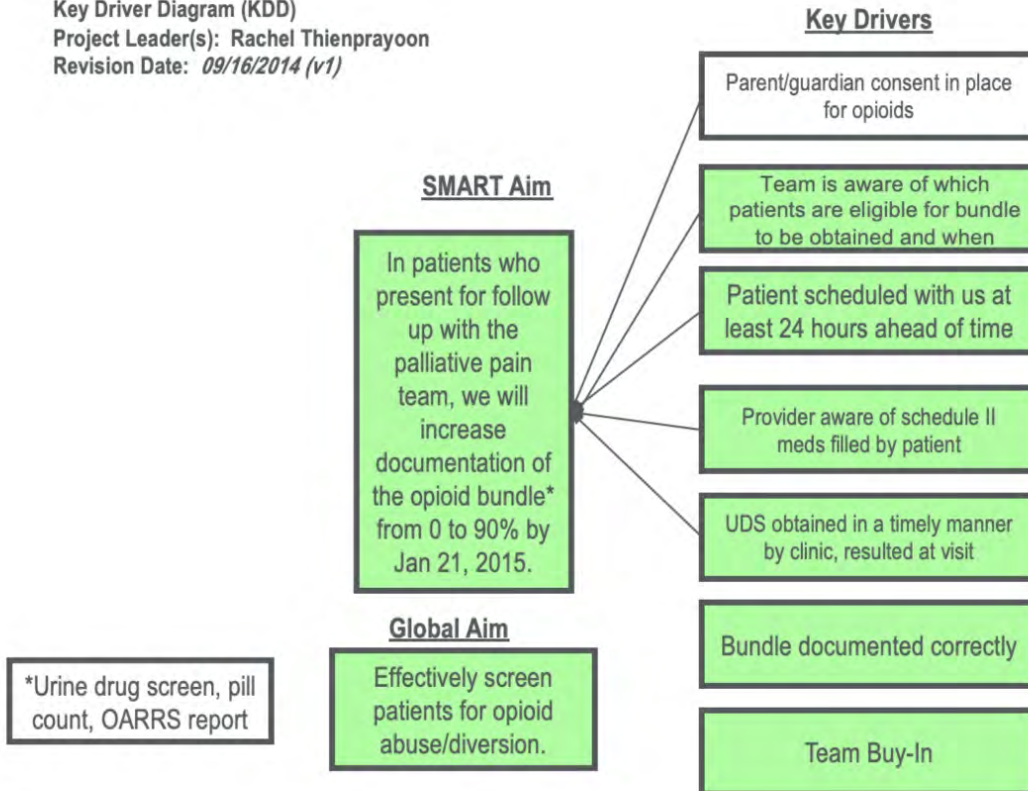 Key Driver Diagram (KDD)
Project Leader(s): Rachel Thienprayoon
Revision Date: 09/16/2014 (v1)
SMART Aim
In patients who
present for follow
up with the
palliative pain
team, we will
increase
documentation of
the opioid bundle*
from 0 to 90% by
Jan 21, 2015.
Global Aim
Effectively screen
patients for opioid
abuse/diversion.
*Urine drug screen, pill
count, OARRS report
Key Drivers
Parent/guardian consent in place
for opioids
Team is aware of which
patients are eligible for bundle
to be obtained and when
Patient scheduled with us at
least 24 hours ahead of time
Provider aware of schedule II
meds filled by patient
UDS obtained in a timely manner
by clinic, resulted at visit
Bundle documented correctly
Team Buy-In